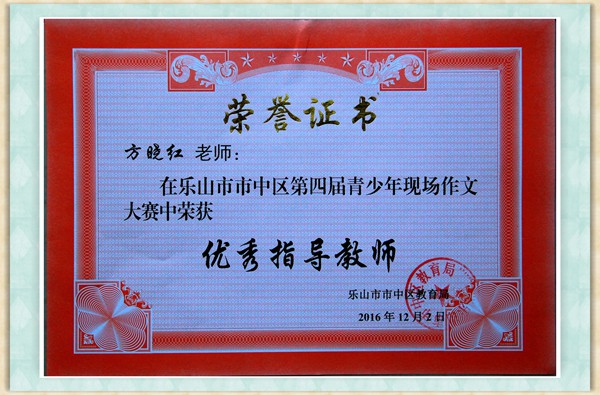 荣誉证书
方晓红 老师：
在乐山市市中区第四届青少年现场作文
大赛中荣获
优秀指导教师
乐山市市中区教育局
2016年12月2日